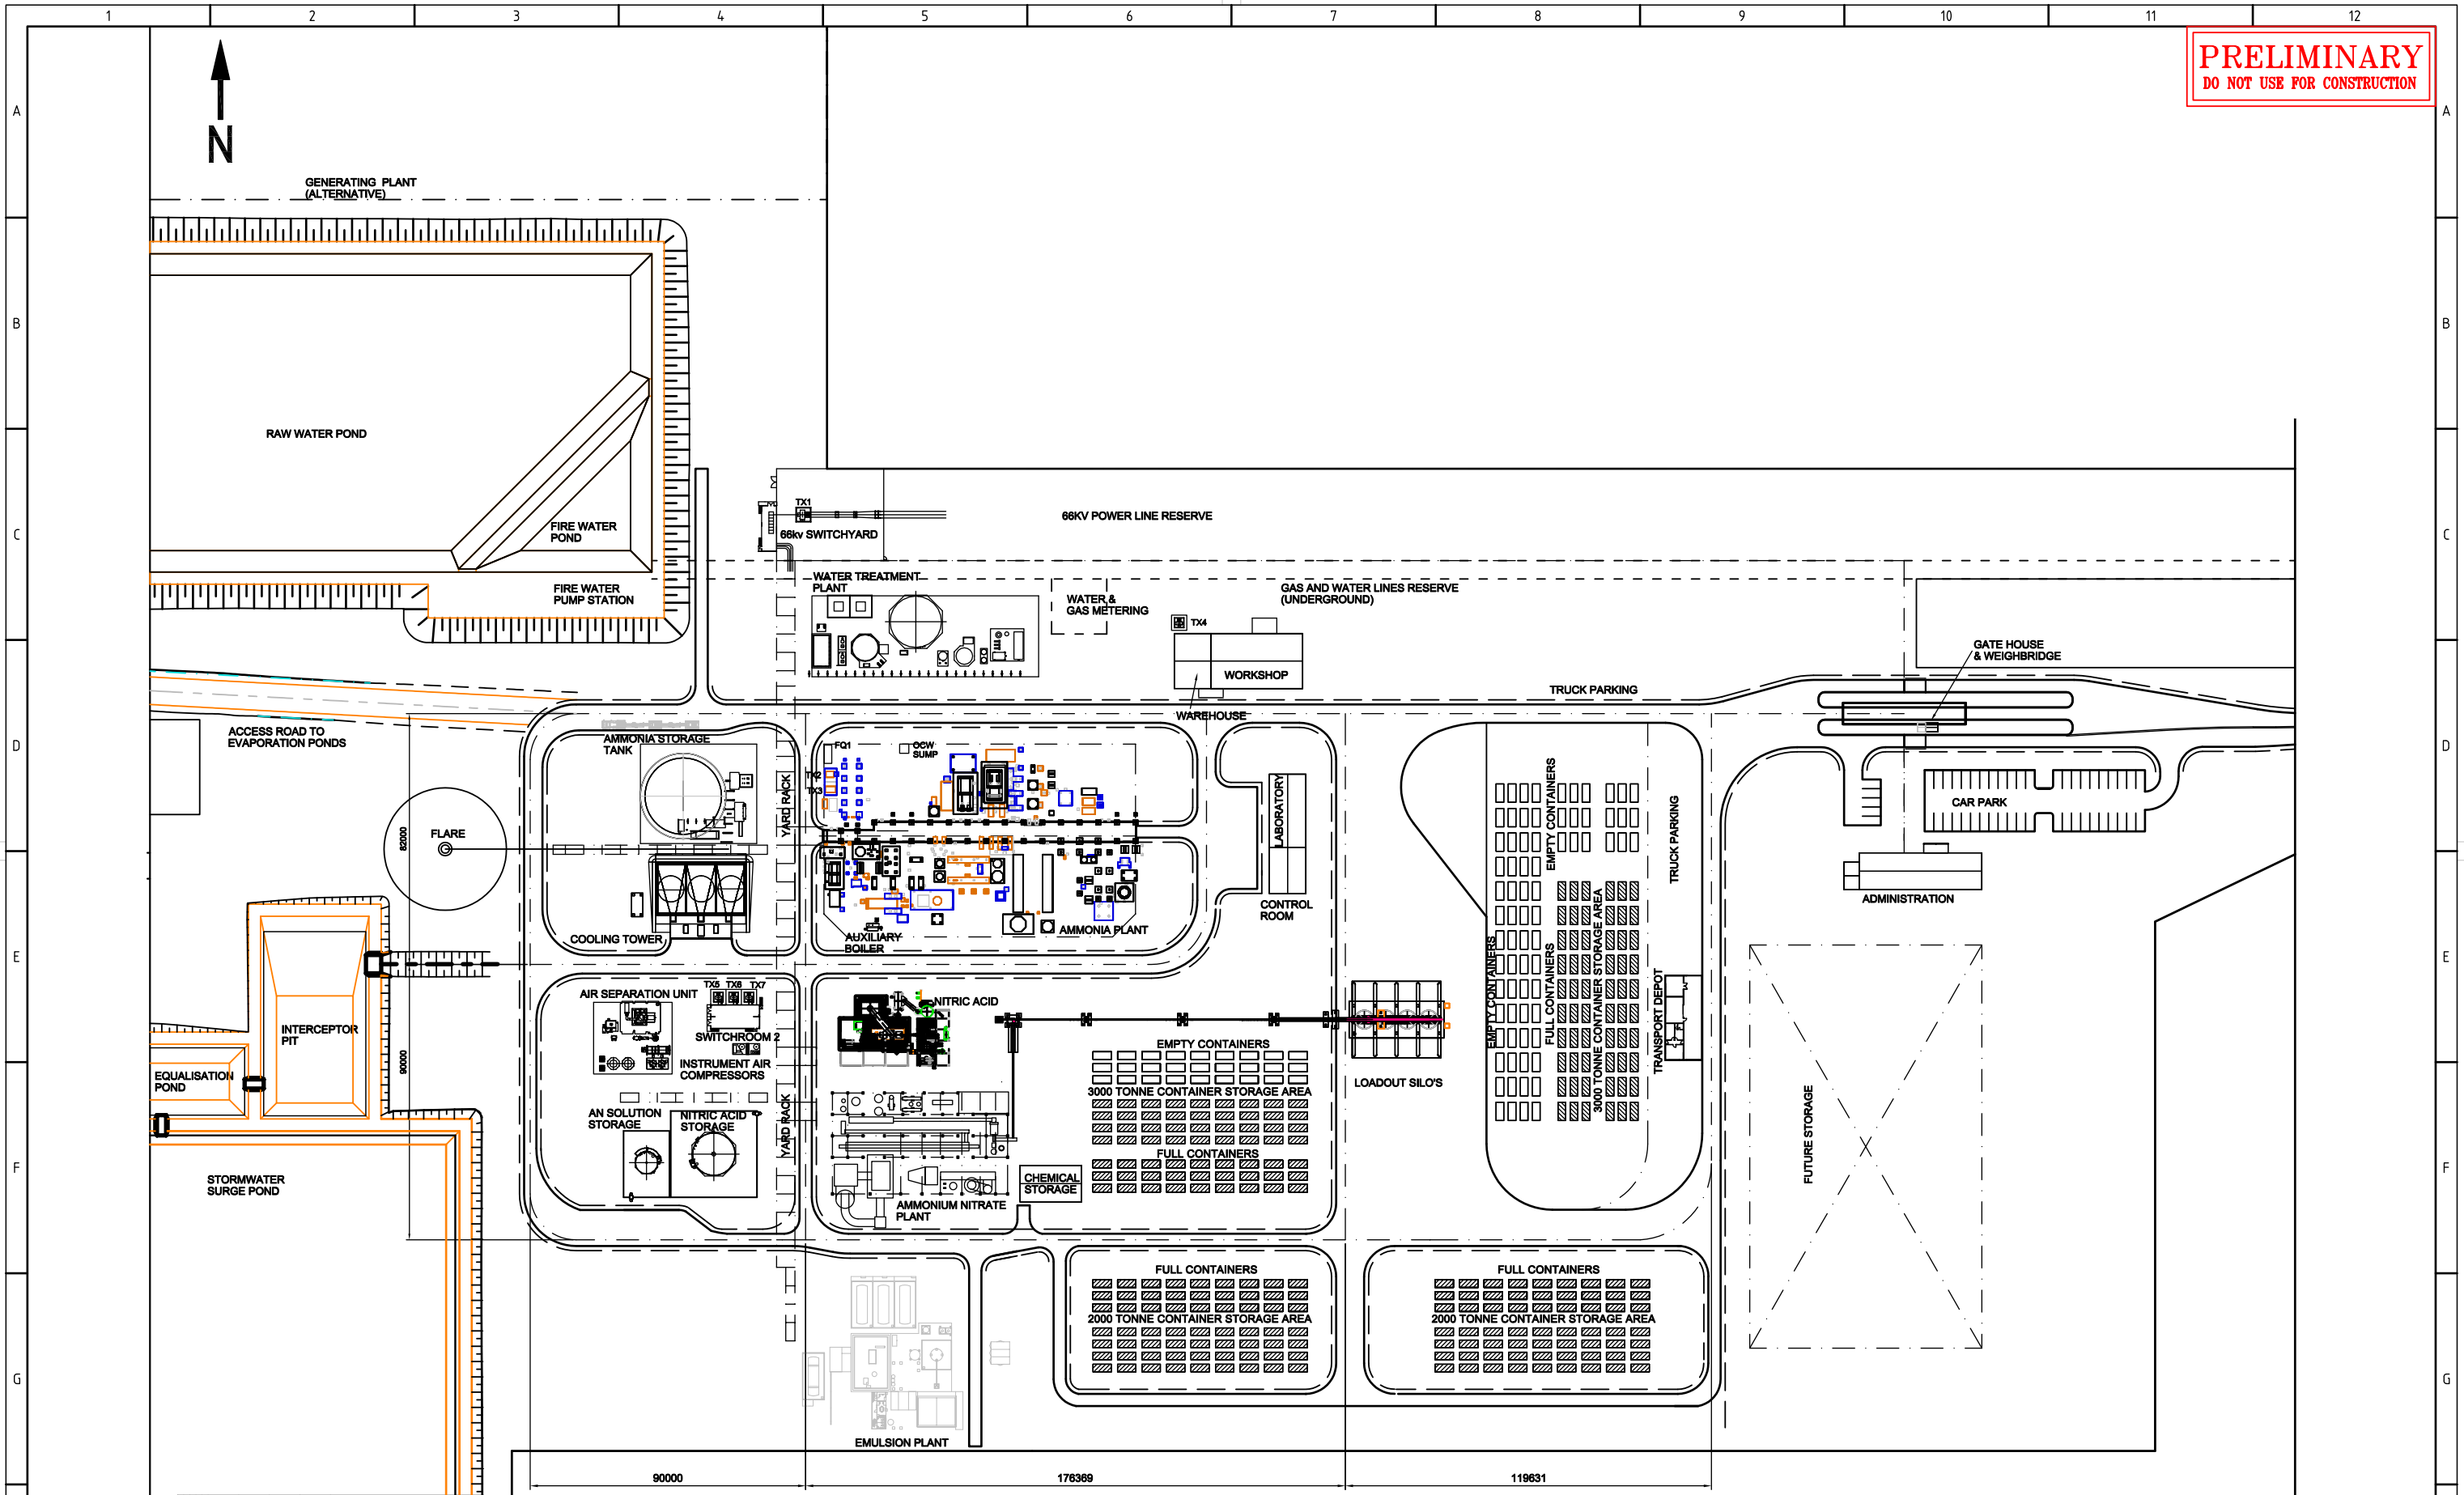 1 2 3 4 5 6 7 8 9 10 11 12
PRELIMINARY
DO NOT USE FOR CONSTRUCTION
A
A
N
GENERATING PLANT
(ALTERNATIVE)
B
B
RAW WATER POND
C
C
TX1
66KV POWER LINE RESERVE
FIRE WATER
POND
66kv SWITCHYARD
WATER TREATMENT
PLANT
FIRE WATER
PUMP STATION
WATER &
GAS METERING
GAS AND WATER LINES RESERVE
(UNDERGROUND)
TX4
GATE HOUSE
& WEIGHBRIDGE
WORKSHOP
TRUCK PARKING
WAREHOUSE
D
D
ACCESS ROAD TO
EVAPORATION PONDS
AMMONIA STORAGE
TANK
FQ1
OCW
SUMP
TX2
TX3
YARD RACK
LABORATORY
EMPTY CONTAINERS
TRUCK PARKING
CAR PARK
FLARE
82000
CONTROL
ROOM
ADMINISTRATION
COOLING TOWER
AUXILIARY
BOILER
AMMONIA PLANT
E
E
EMPTY CONTAINERS
FULL CONTAINERS
3000 TONNE CONTAINER STORAGE AREA
TRANSPORT DEPOT
AIR SEPARATION UNIT
TX5 TX6 TX7
NITRIC ACID
INTERCEPTOR
PIT
SWITCHROOM 2
EMPTY CONTAINERS
INSTRUMENT AIR
COMPRESSORS
EQUALISATION
POND
90000
LOADOUT SILO'S
3000 TONNE CONTAINER STORAGE AREA
AN SOLUTION
STORAGE
NITRIC ACID
STORAGE
YARD RACK
FUTURE STORAGE
FULL CONTAINERS
F
F
STORMWATER
SURGE POND
CHEMICAL
STORAGE
AMMONIUM NITRATE
PLANT
FULL CONTAINERS
FULL CONTAINERS
2000 TONNE CONTAINER STORAGE AREA
2000 TONNE CONTAINER STORAGE AREA
G
G
EMULSION PLANT
90000
176369
119631